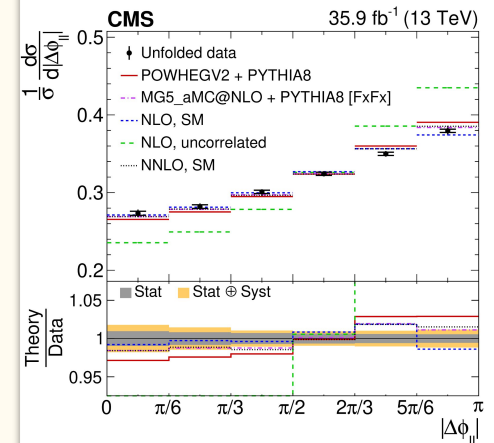 CMS 35.9 fb⁻¹ (13 TeV)
1/σ dσ/d|Δϕ||| 
0.5
0.4
0.3
0.2
Unfolded data
POWHEGV2 + PYTHIA8
MG5_aMC@NLO + PYTHIA8 [FxFx]
NLO, SM
NLO, uncorrelated
NNLO, SM
Stat Stat ⊕ Syst
Theory/Data
1.05
1
0.95
0 π/6 π/3 π/2 2π/3 5π/6 π
|Δϕ|||